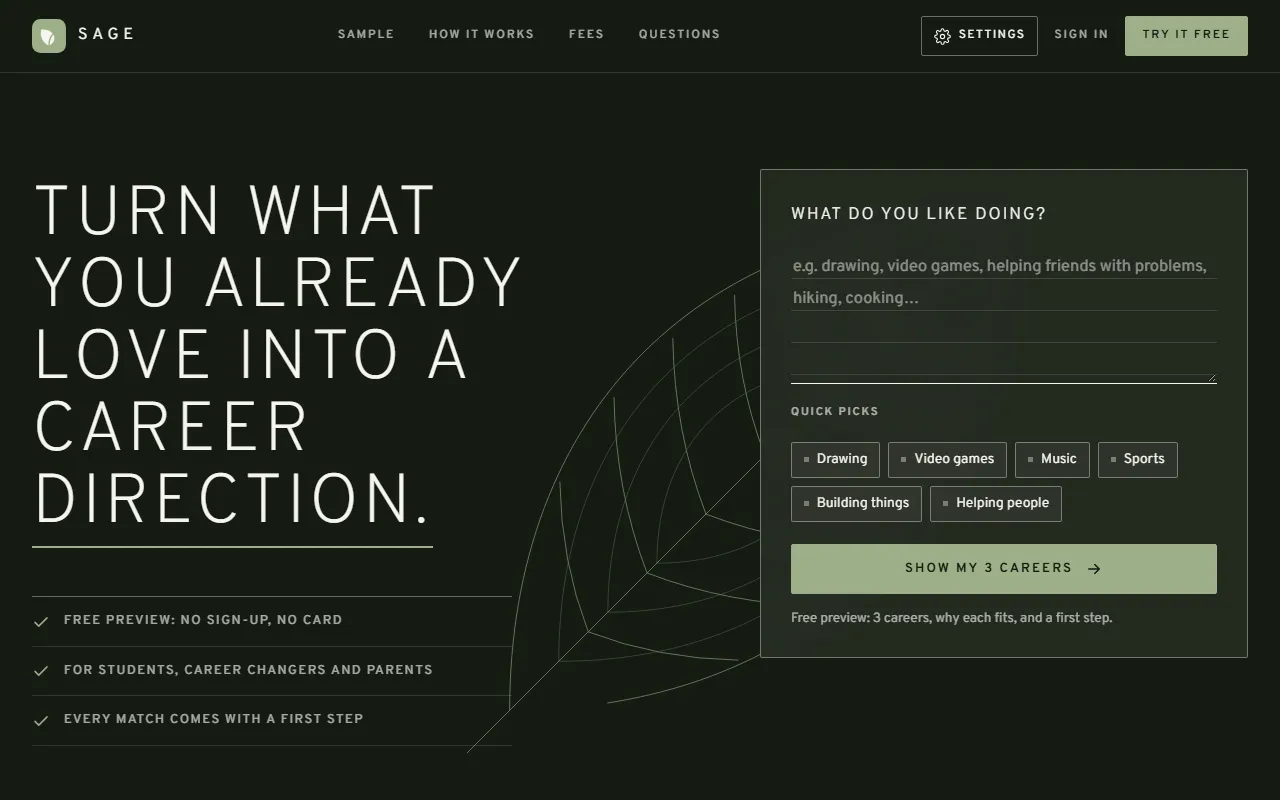 SAGE
SAMPLE
HOW IT WORKS
FEES
QUESTIONS
SETTINGS
SIGN IN
TRY IT FREE
TURN WHAT
YOU ALREADY
LOVE INTO A
CAREER
DIRECTION.
FREE PREVIEW: NO SIGN-UP, NO CARD
FOR STUDENTS, CAREER CHANGERS AND PARENTS
EVERY MATCH COMES WITH A FIRST STEP
WHAT DO YOU LIKE DOING?
e.g. drawing, video games, helping friends with problems,
hiking, cooking...
QUICK PICKS
Drawing
Video games
Music
Sports
Building things
Helping people
SHOW MY 3 CAREERS →
Free preview: 3 careers, why each fits, and a first step.